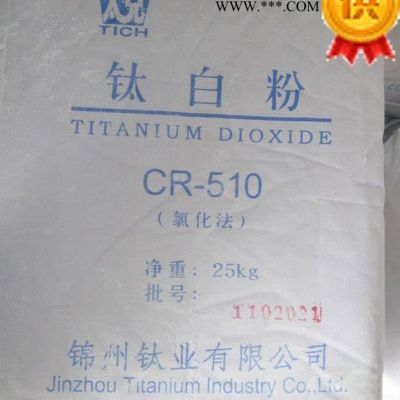 www.***.COM
供
TICH
钛白粉
TITANIUM DIOXIDE
CR-510
(氯化法)
净重: 25kg
批号:
1102021
锦州钛业有限公司
Jinzhou Titanium Industry Co.,Ltd.